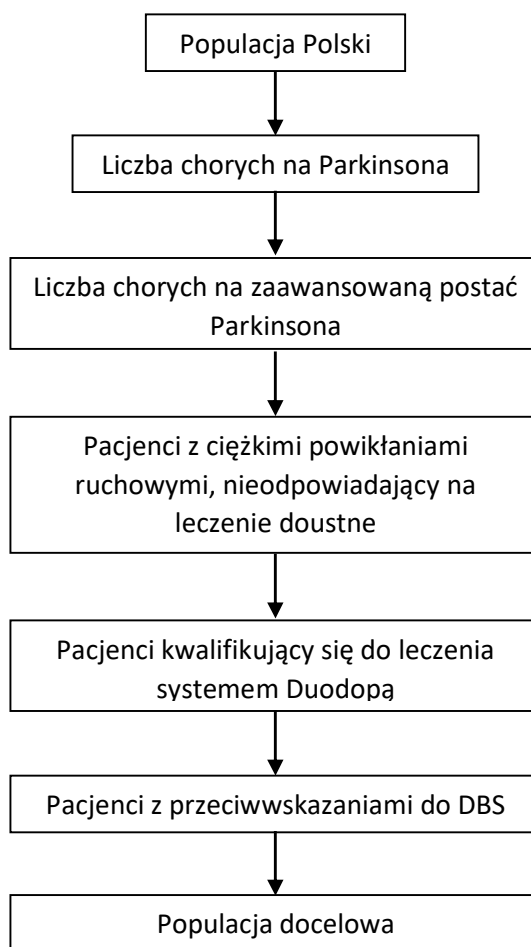 Populacja Polski
Liczba chorych na Parkinsona
Liczba chorych na zaawansowaną postać
Parkinsona
Pacjenci z ciężkimi powikłaniami
ruchowymi, nieodpowiadający na
leczenie doustne
Pacjenci kwalifikujący się do leczenia
systemem Duodopą
Pacjenci z przeciwwskazaniami do DBS
Populacja docelowa